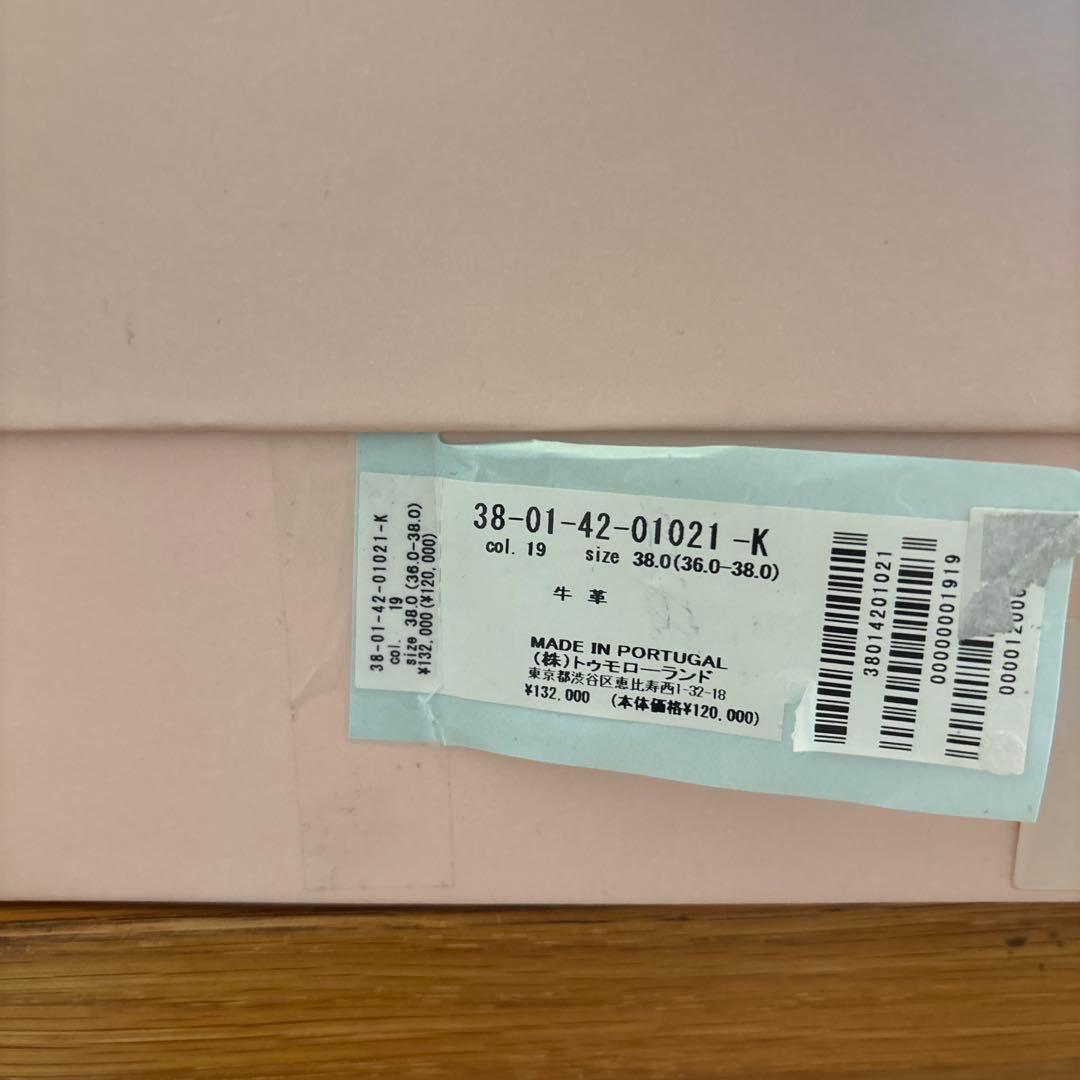 38-01-42-01021-K
col. 19
size 38.0 (36.0-38.0)
¥132,000 (¥120,000)
38-01-42-01021 -K
col. 19 size 38.0(36.0-38.0)
牛 革
MADE IN PORTUGAL
(株)トゥモローランド
東京都渋谷区恵比寿西1-32-18
¥132,000 (本体価格¥120,000)
38014201021
0000001919